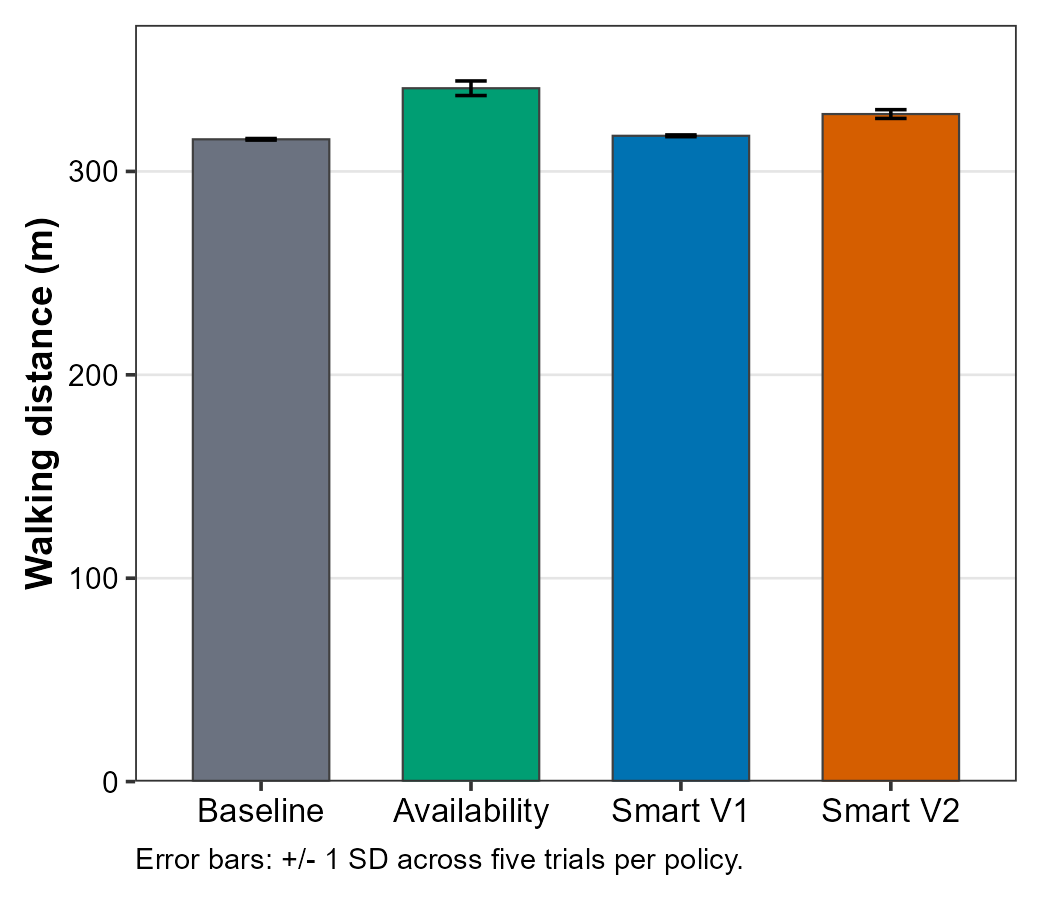 Walking distance (m)
300
200
100
0
Baseline Availability Smart V1 Smart V2
Error bars: +/- 1 SD across five trials per policy.